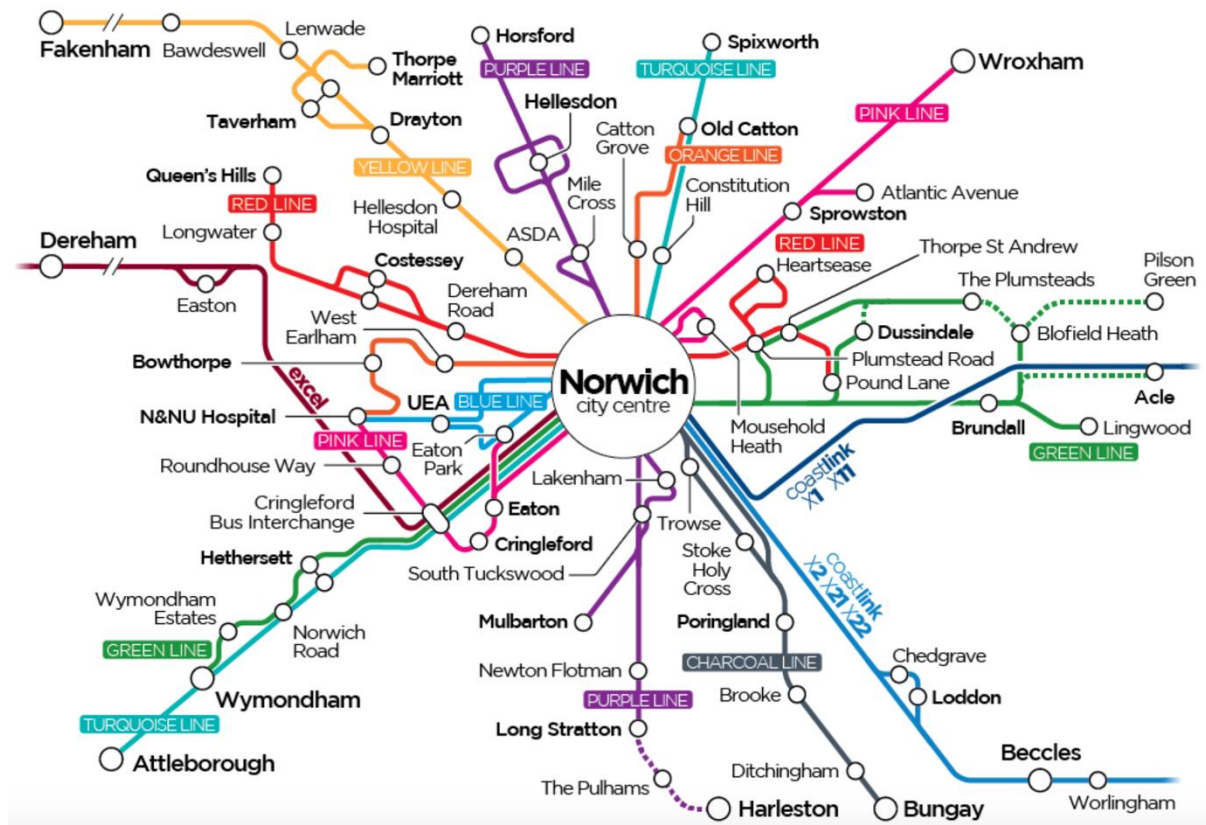 Fakenham
Bawdeswell
Lenwade
Thorpe
Marriott
Taverham
Drayton
YELLOW LINE
Hellesdon
Hospital
ASDA
Horsford
PURPLE LINE
Hellesdon
Mile
Cross
Catton
Grove
Spixworth
TURQUOISE LINE
Old Catton
ORANGE LINE
Constitution
Hill
Wroxham
PINK LINE
Atlantic Avenue
Sprowston
Queen's Hills
RED LINE
Longwater
Costessey
Dereham
Road
Dereham
Easton
West
Earlham
Bowthorpe
excel
N&NU Hospital
UEA
BLUE LINE
PINK LINE
Eaton
Park
Roundhouse Way
Cringleford
Bus Interchange
Eaton
Cringleford
Norwich
city centre
RED LINE
Heartsease
Thorpe St Andrew
The Plumsteads
Pilson
Green
Dussindale
Blofield Heath
Plumstead Road
Pound Lane
Mousehold
Heath
Acle
Brundall
Lingwood
GREEN LINE
coastlink
X1 X11
Lakenham
Trowse
South Tuckswood
Stoke
Holy
Cross
coastlink
X2 X21 X22
Hethersett
Wymondham
Estates
GREEN LINE
Norwich
Road
Wymondham
TURQUOISE LINE
Attleborough
Mulbarton
Newton Flotman
PURPLE LINE
Long Stratton
The Pulhams
Harleston
Poringland
CHARCOAL LINE
Brooke
Ditchingham
Bungay
Chedgrave
Loddon
Beccles
Worlingham